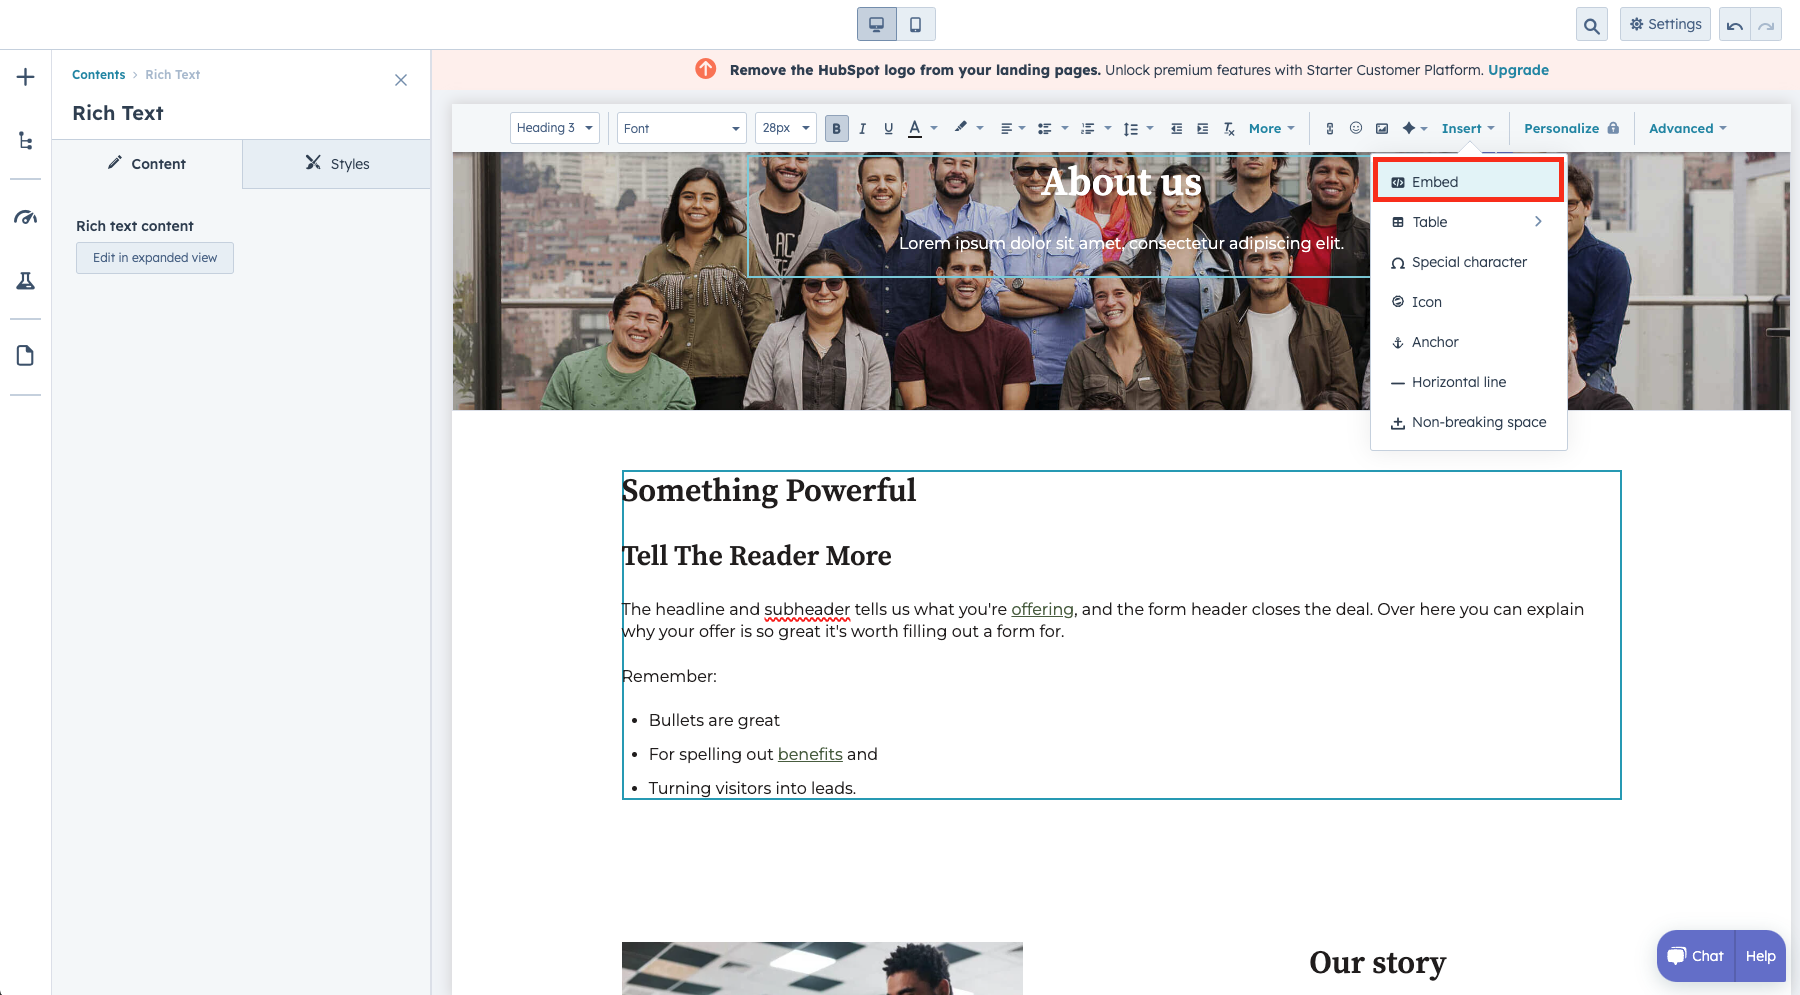 Settings
Contents › Rich Text
Rich Text
Content
Styles
Rich text content
Edit in expanded view
Remove the HubSpot logo from your landing pages. Unlock premium features with Starter Customer Platform. Upgrade
Heading 3
Font
28px
B
I
U
A
More
Insert
Personalize
Advanced
About us
Lorem ipsum dolor sit amet, consectetur adipiscing elit.
Embed
Table
Special character
Icon
Anchor
Horizontal line
Non-breaking space
Something Powerful
Tell The Reader More
The headline and subheader tells us what you're offering, and the form header closes the deal. Over here you can explain
why your offer is so great it's worth filling out a form for.
Remember:
• Bullets are great
• For spelling out benefits and
• Turning visitors into leads.
Our story
Chat
Help